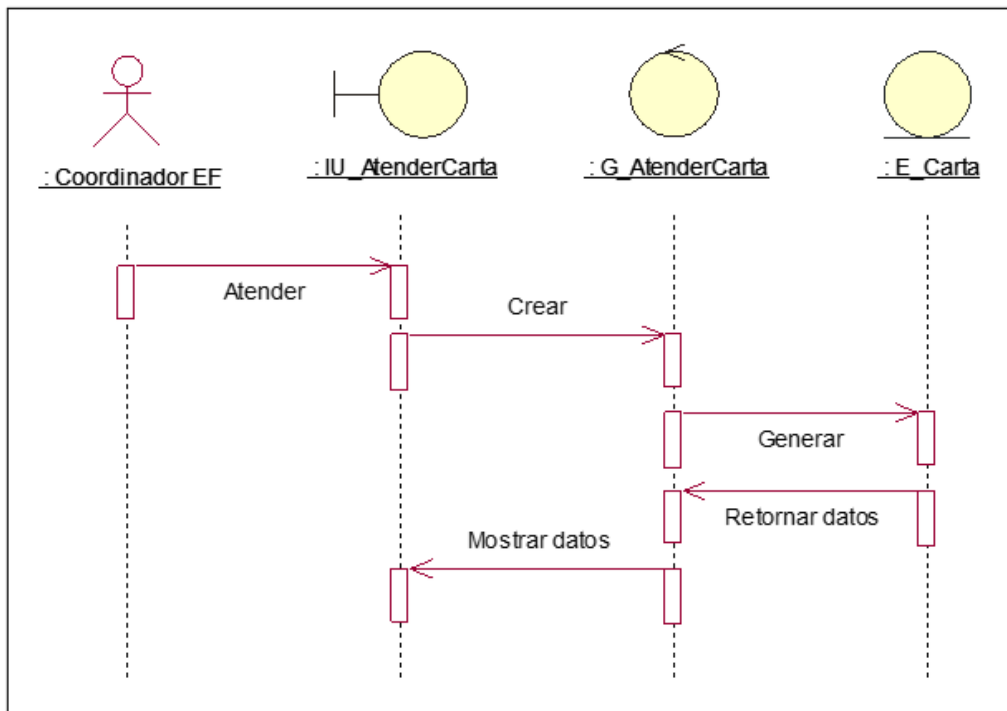 : Coordinador EF
: IU_AtenderCarta
: G_AtenderCarta
: E_Carta
Atender
Crear
Generar
Retornar datos
Mostrar datos